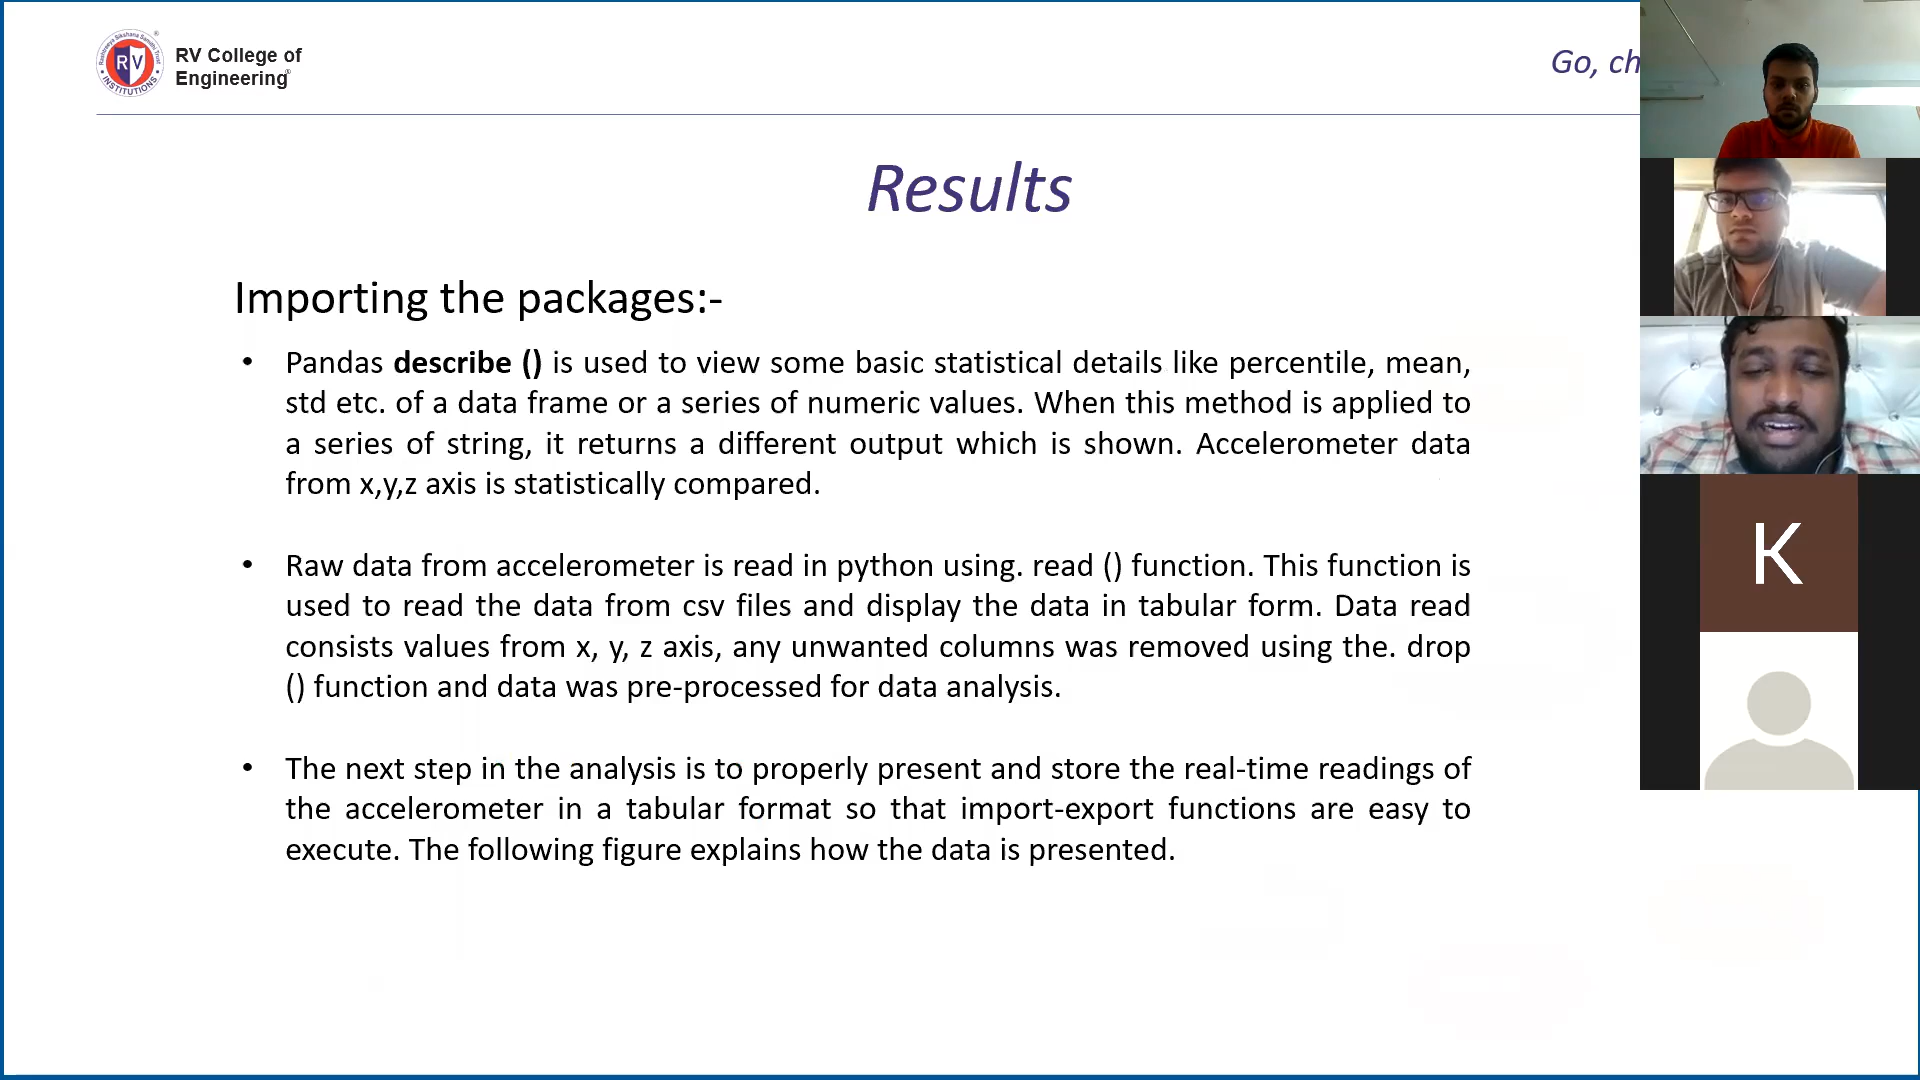 RV College of
Engineering
Go, ch
RV
INSTITUTIONS
Results
Importing the packages:-
• Pandas describe () is used to view some basic statistical details like percentile, mean,
std etc. of a data frame or a series of numeric values. When this method is applied to
a series of string, it returns a different output which is shown. Accelerometer data
from x,y,z axis is statistically compared.
• Raw data from accelerometer is read in python using. read () function. This function is
used to read the data from csv files and display the data in tabular form. Data read
consists values from x, y, z axis, any unwanted columns was removed using the. drop
() function and data was pre-processed for data analysis.
• The next step in the analysis is to properly present and store the real-time readings of
the accelerometer in a tabular format so that import-export functions are easy to
execute. The following figure explains how the data is presented.
K